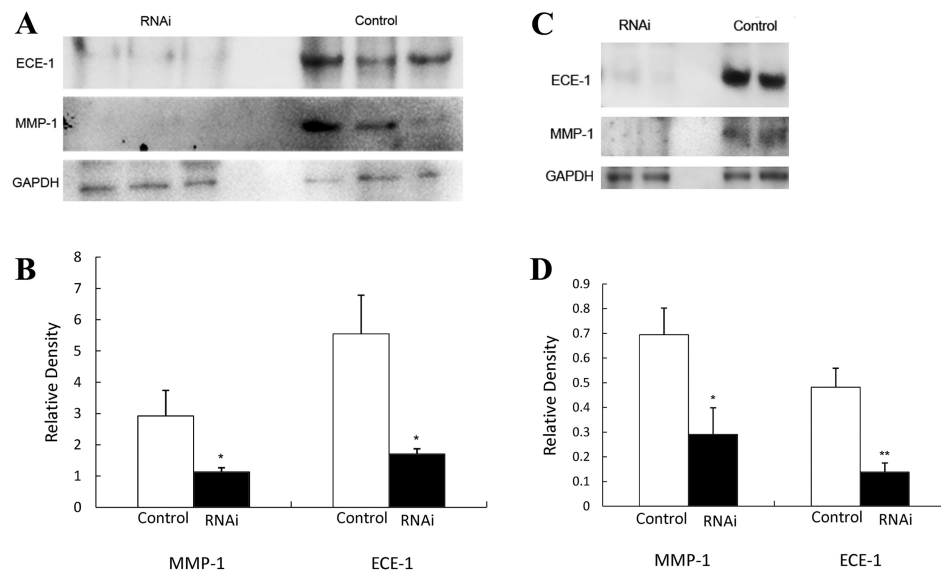 A
RNAi
Control
ECE-1
MMP-1
GAPDH
C
RNAi
Control
ECE-1
MMP-1
GAPDH
B
Relative Density
8
7
6
5
4
3
2
1
0
*
*
Control
RNAi
Control
RNAi
MMP-1
ECE-1
D
Relative Density
0.9
0.8
0.7
0.6
0.5
0.4
0.3
0.2
0.1
0
*
**
Control
RNAi
Control
RNAi
MMP-1
ECE-1